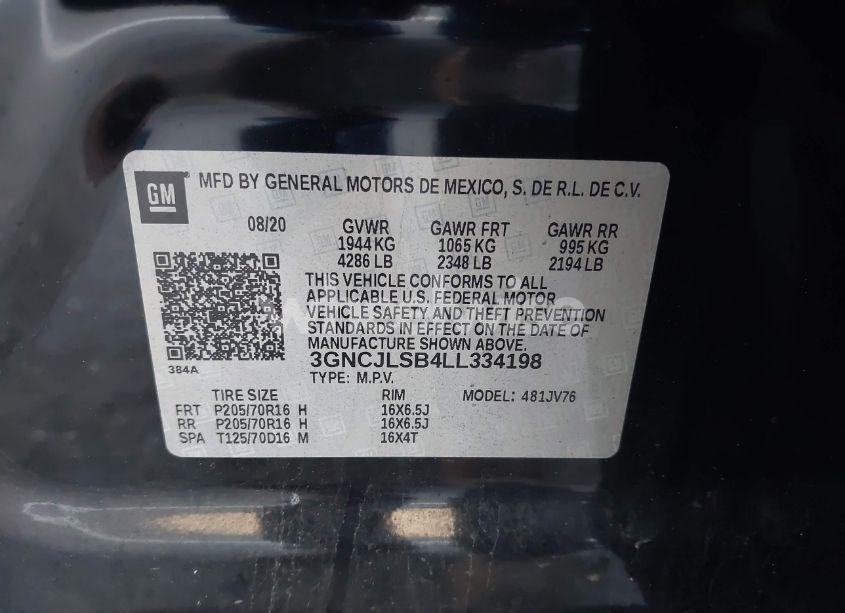 GM MFD BY GENERAL MOTORS DE MEXICO, S. DE R.L. DE C.V.
08/20 GVWR GAWR FRT GAWR RR
1944 KG 1065 KG 995 KG
4286 LB 2348 LB 2194 LB
THIS VEHICLE CONFORMS TO ALL
APPLICABLE U.S. FEDERAL MOTOR
VEHICLE SAFETY AND THEFT PREVENTION
STANDARDS IN EFFECT ON THE DATE OF
MANUFACTURE SHOWN ABOVE.
3GNCJLSB4LL334198
384A
TYPE: M.P.V.
TIRE SIZE RIM MODEL: 481JV76
FRT P205/70R16 H 16X6.5J
RR P205/70R16 H 16X6.5J
SPA T125/70D16 M 16X4T